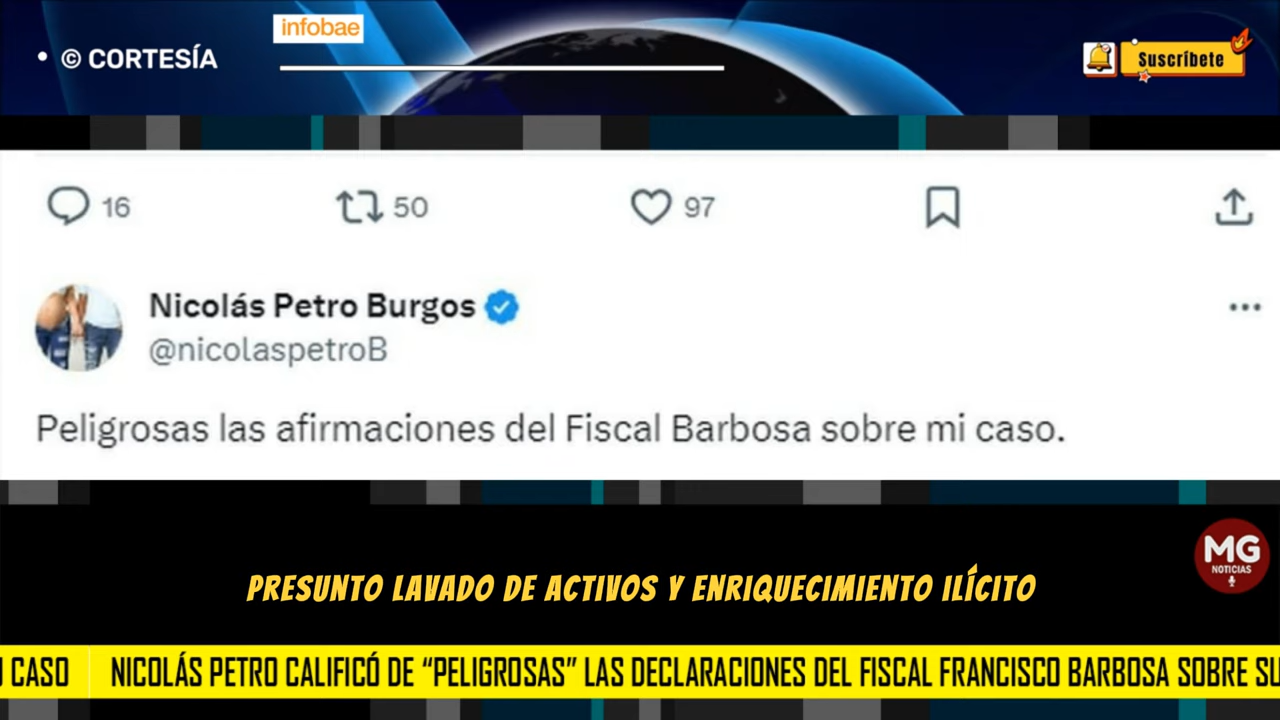 infobae
• © CORTESÍA
Suscríbete
16
50
97
Nicolás Petro Burgos
@nicolaspetroB
Peligrosas las afirmaciones del Fiscal Barbosa sobre mi caso.
MG
NOTICIAS
PRESUNTO LAVADO DE ACTIVOS Y ENRIQUECIMIENTO ILÍCITO
O CASO NICOLÁS PETRO CALIFICÓ DE “PELIGROSAS” LAS DECLARACIONES DEL FISCAL FRANCISCO BARBOSA SOBRE SU